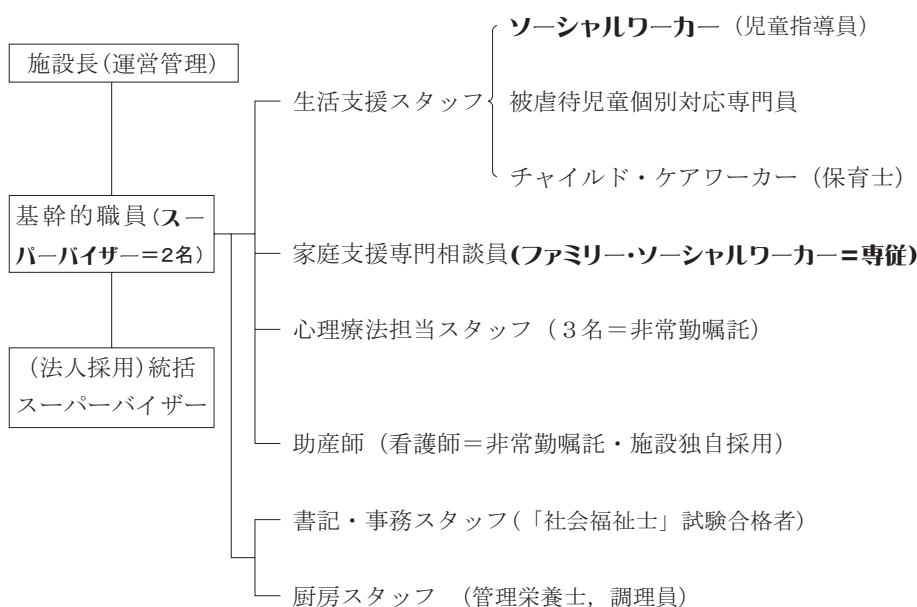 ソーシャルワーカー（児童指導員）
施設長（運営管理）
生活支援スタッフ
被虐待児童個別対応専門員
チャイルド・ケアワーカー（保育士）
基幹的職員（スー
パーバイザー＝2名）
家庭支援専門相談員（ファミリー・ソーシャルワーカー＝専従）
心理療法担当スタッフ（３名＝非常勤嘱託）
（法人採用）統括
スーパーバイザー
助産師（看護師＝非常勤嘱託・施設独自採用）
書記・事務スタッフ（「社会福祉士」試験合格者）
厨房スタッフ　（管理栄養士，調理員）